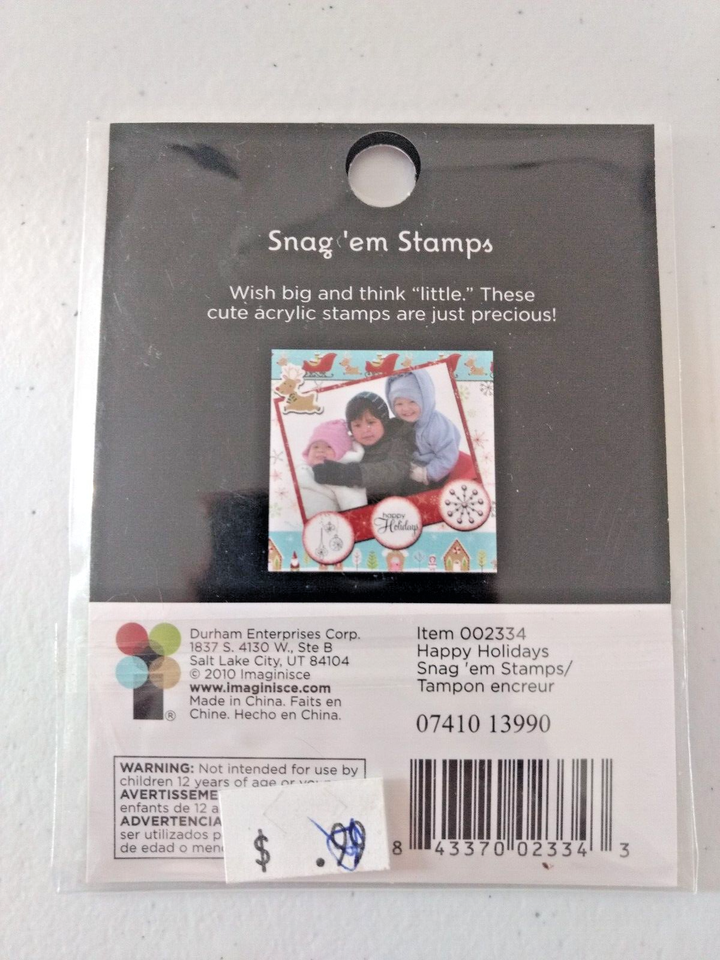 Snag 'em Stamps
Wish big and think “little.” These
cute acrylic stamps are just precious!
happy
Holidays
Durham Enterprises Corp.
1837 S. 4130 W., Ste B
Salt Lake City, UT 84104
© 2010 Imaginisce
www.imaginisce.com
Made in China. Faits en
Chine. Hecho en China.
®
Item 002334
Happy Holidays
Snag 'em Stamps/
Tampon encreur
07410 13990
WARNING: Not intended for use by
children 12 years of age or
enfants de 12
ser utilizados
de edad o
$ .99
8 43370 02334 3